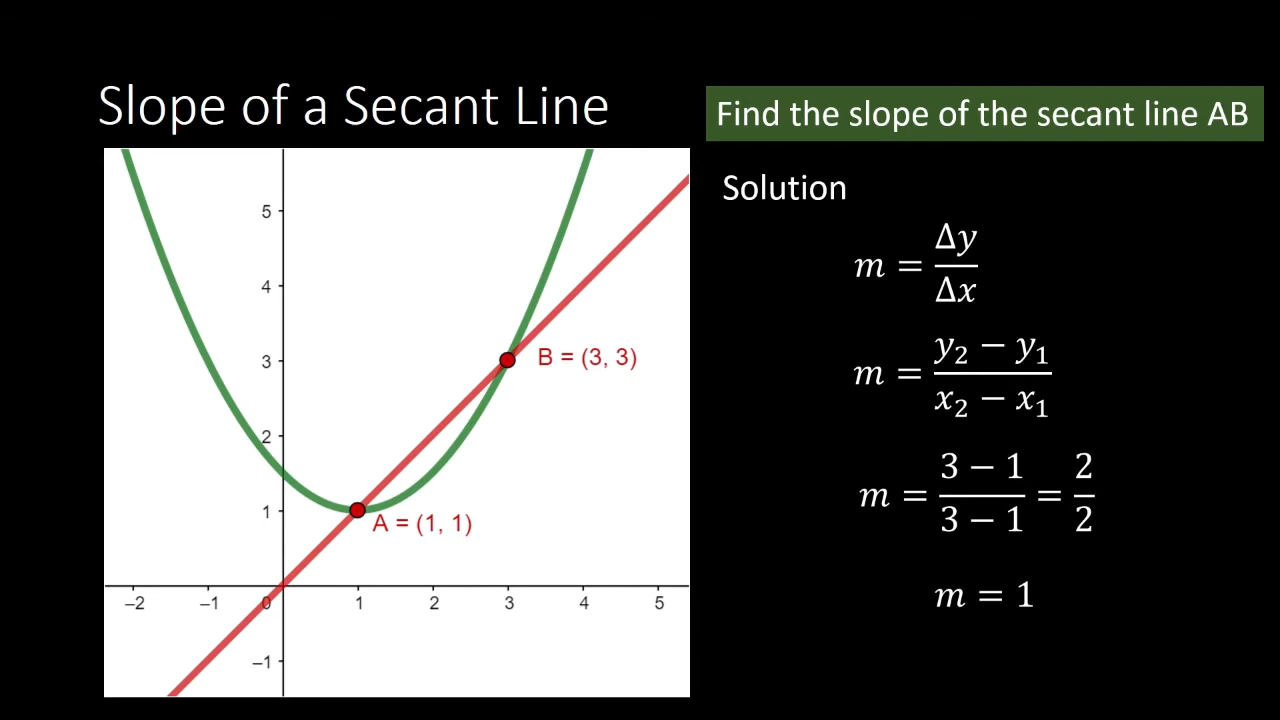 Slope of a Secant Line
Find the slope of the secant line AB
5
4
3
2
1
–1
–2
–1
0
1
2
3
4
5
B = (3, 3)
A = (1, 1)
Solution
m = Δy/Δx
m = (y₂ − y₁)/(x₂ − x₁)
m = (3 − 1)/(3 − 1) = 2/2
m = 1